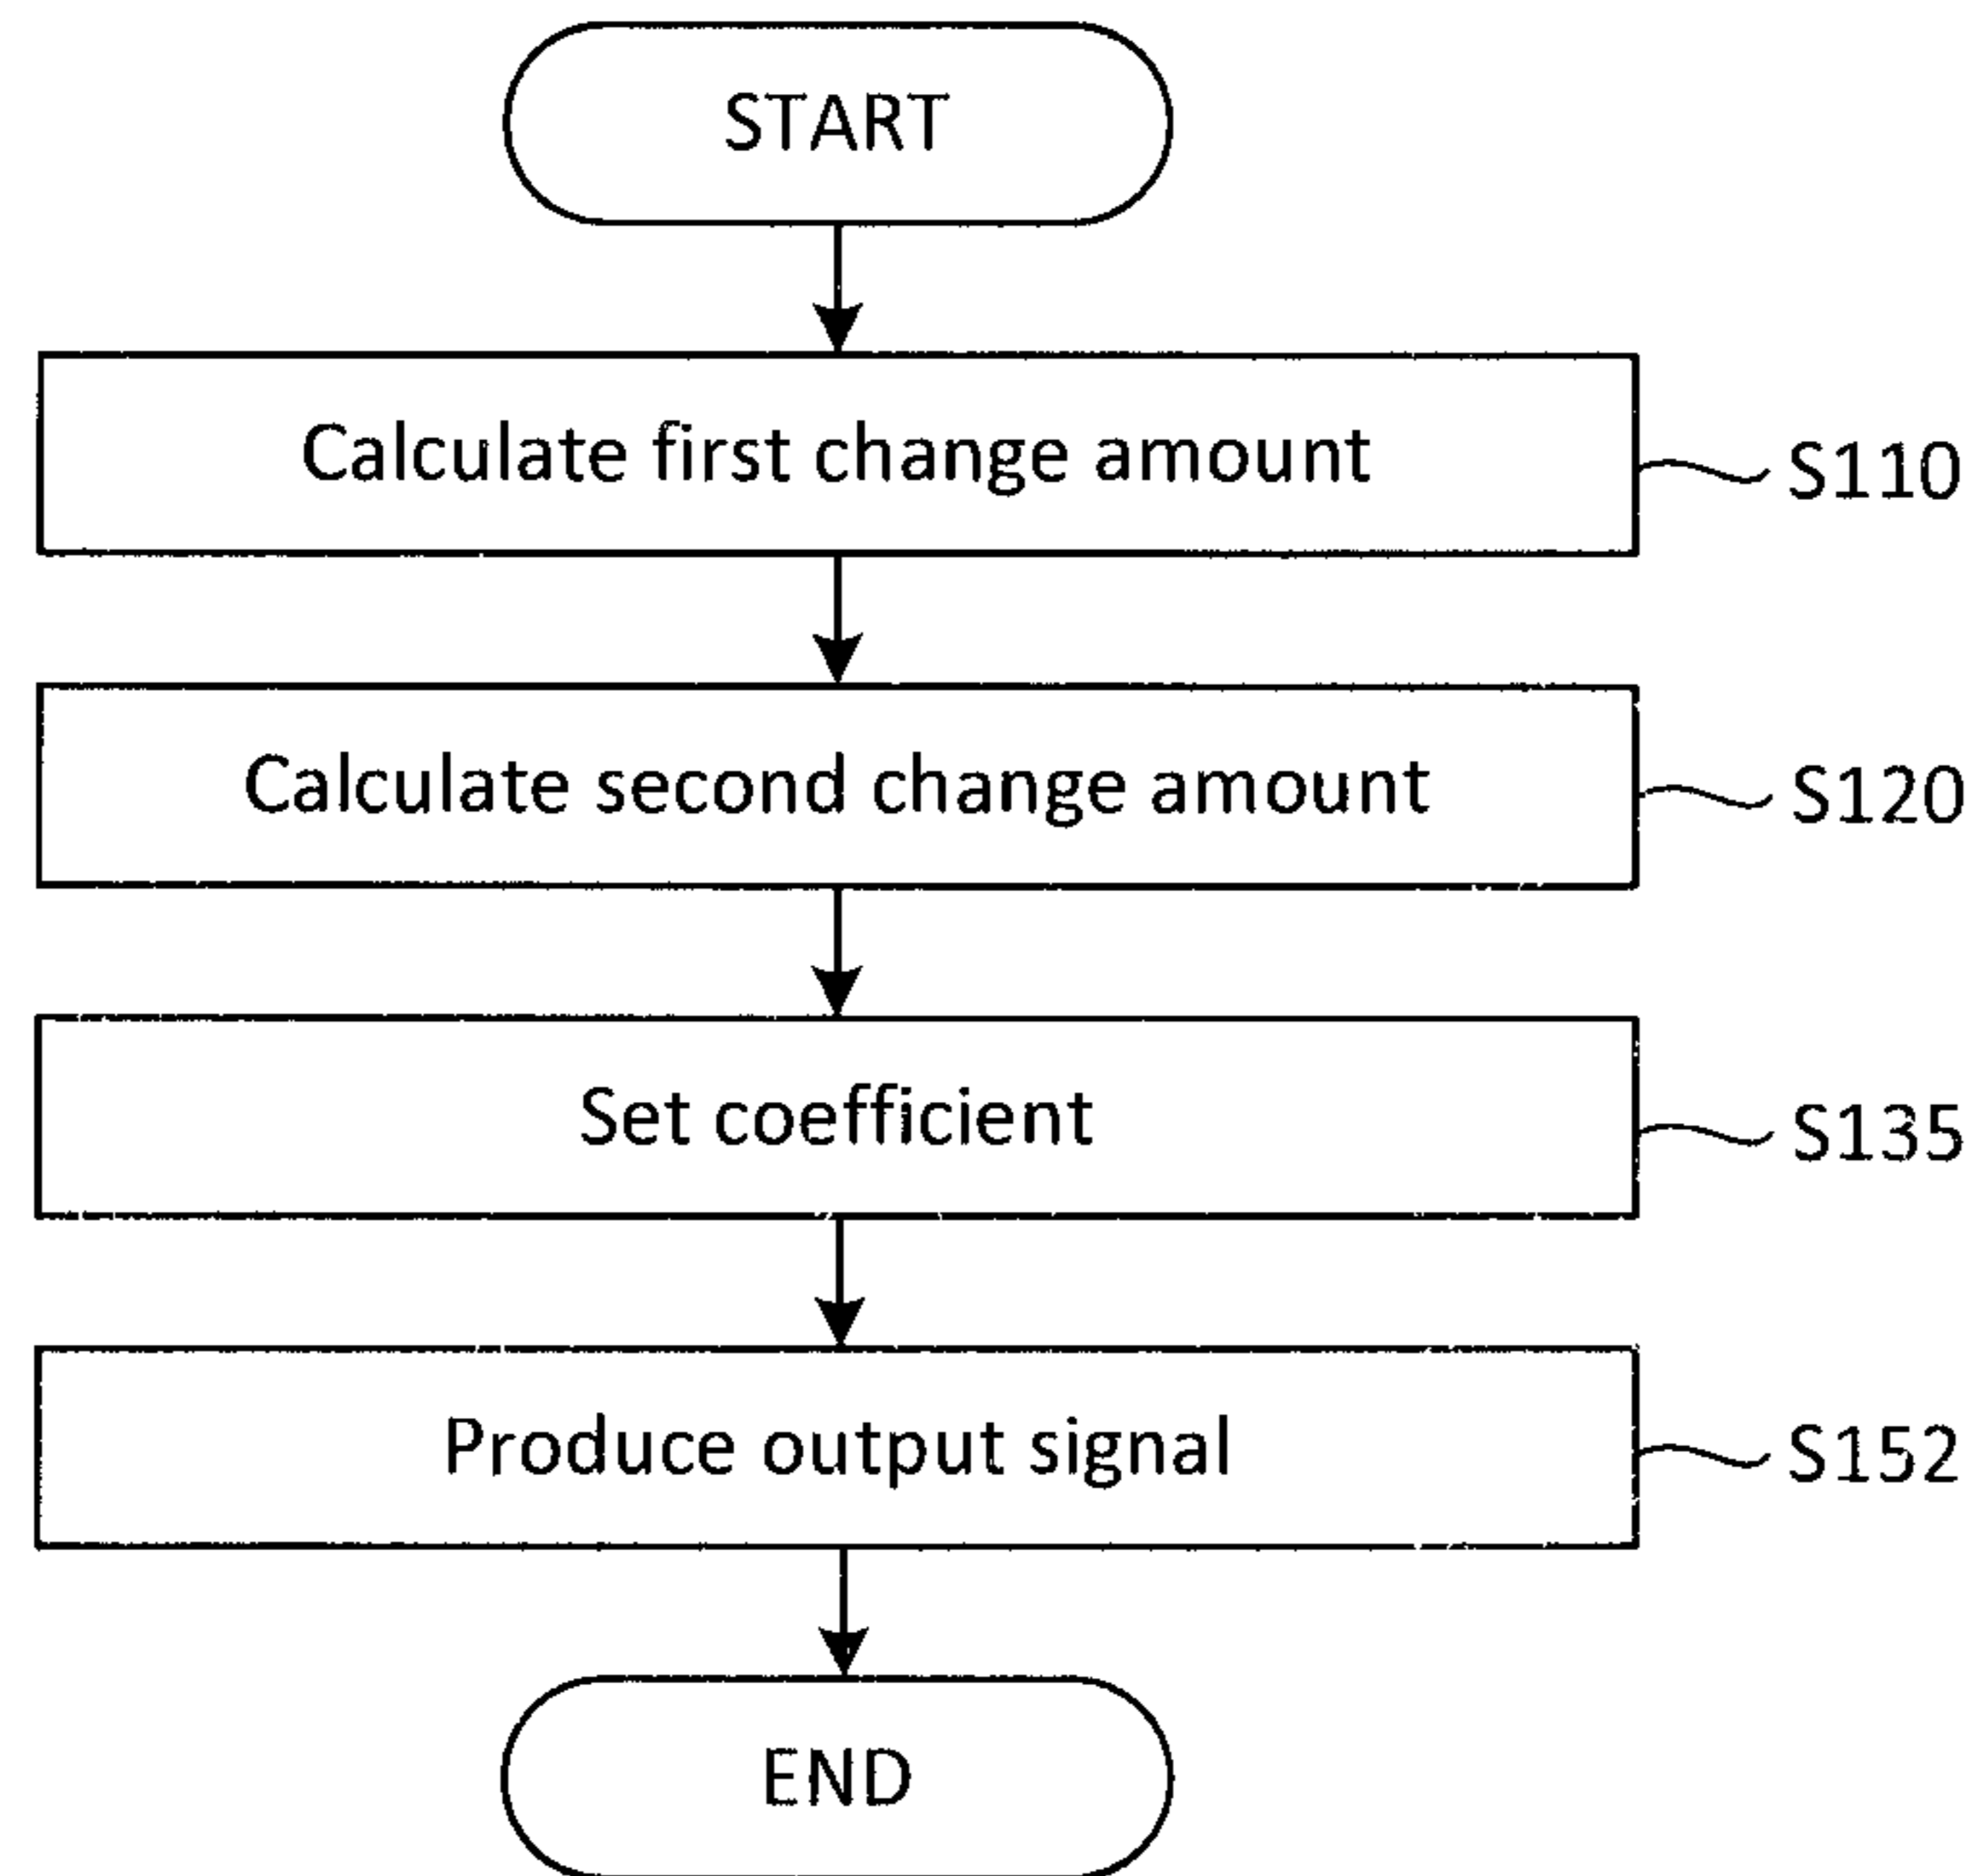 START
Calculate first change amount
S110
Calculate second change amount
S120
Set coefficient
S135
Produce output signal
S152
END